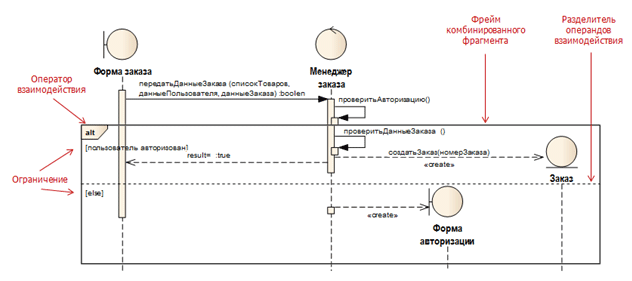 Фрейм
комбинированного
фрагмента
Разделитель
операндов
взаимодействия
Оператор
взаимодействия
Форма заказа
Менеджер
заказа
передатьДанныеЗаказа (списокТоваров,
данныеПользователя, данныеЗаказа) :boolen
проверитьАвторизацию()
alt
проверитьДанныеЗаказа ()
[пользователь авторизован]
result= :true
создатьЗаказ(номерЗаказа)
«create»
Ограничение
Заказ
[else]
«create»
Форма
авторизации